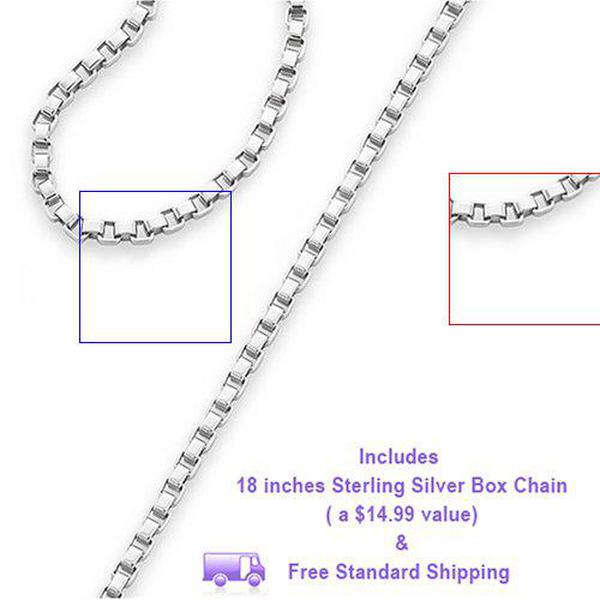 Includes
18 inches Sterling Silver Box Chain
( a $14.99 value)
&
Free Standard Shipping